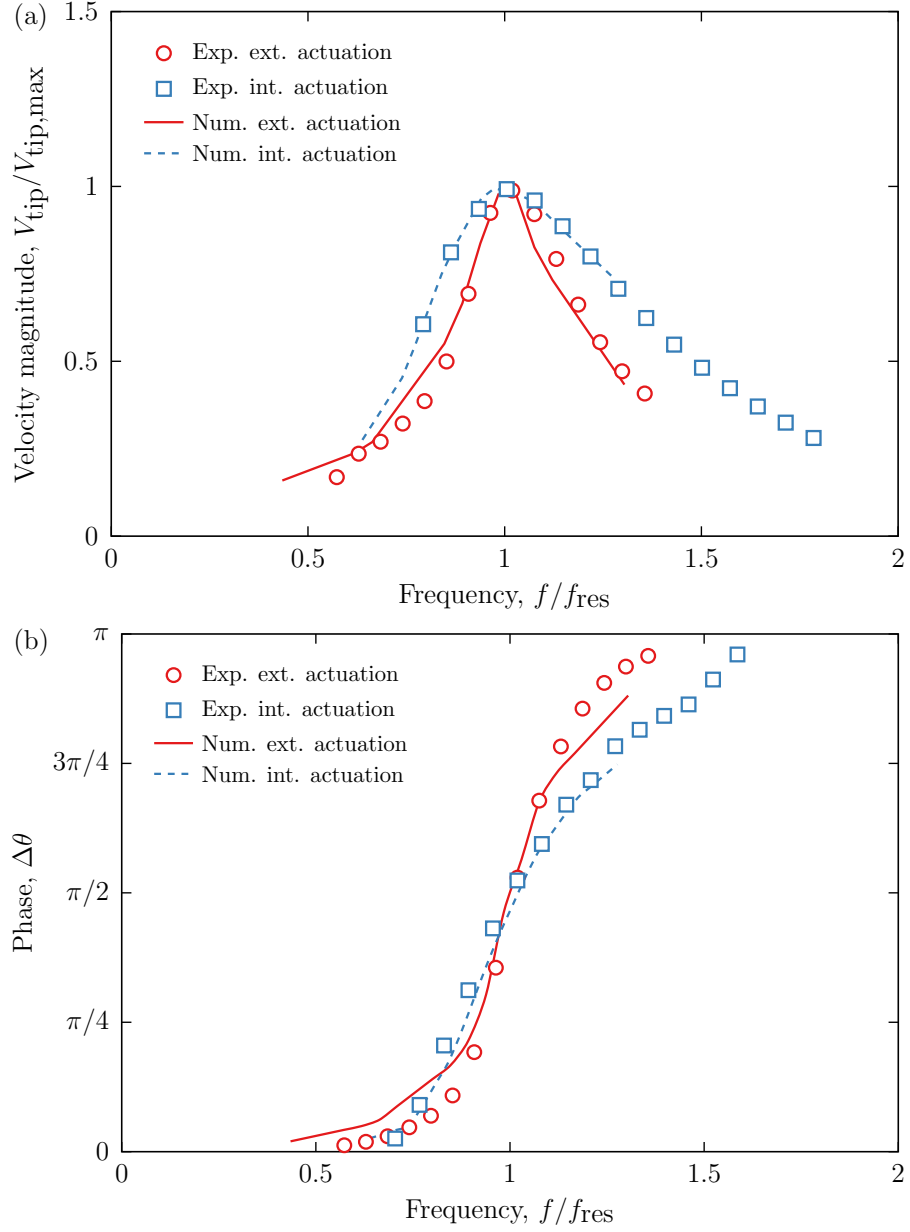 (a)
1.5
Exp. ext. actuation
Exp. int. actuation
Num. ext. actuation
Num. int. actuation
Velocity magnitude, V_tip/V_tip,max
1
0.5
0
0
0.5
1
1.5
2
Frequency, f/f_res
(b)
π
Exp. ext. actuation
Exp. int. actuation
Num. ext. actuation
Num. int. actuation
3π/4
Phase, Δθ
π/2
π/4
0
0
0.5
1
1.5
2
Frequency, f/f_res